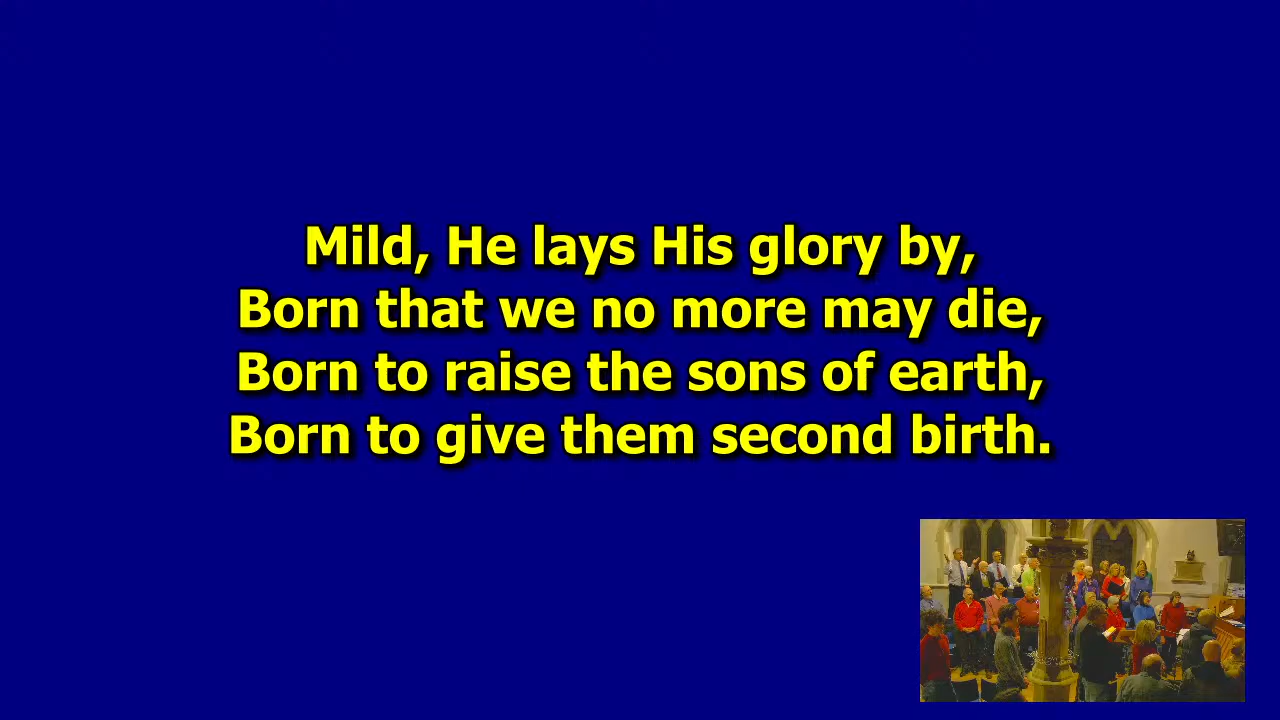 Mild, He lays His glory by,
Born that we no more may die,
Born to raise the sons of earth,
Born to give them second birth.